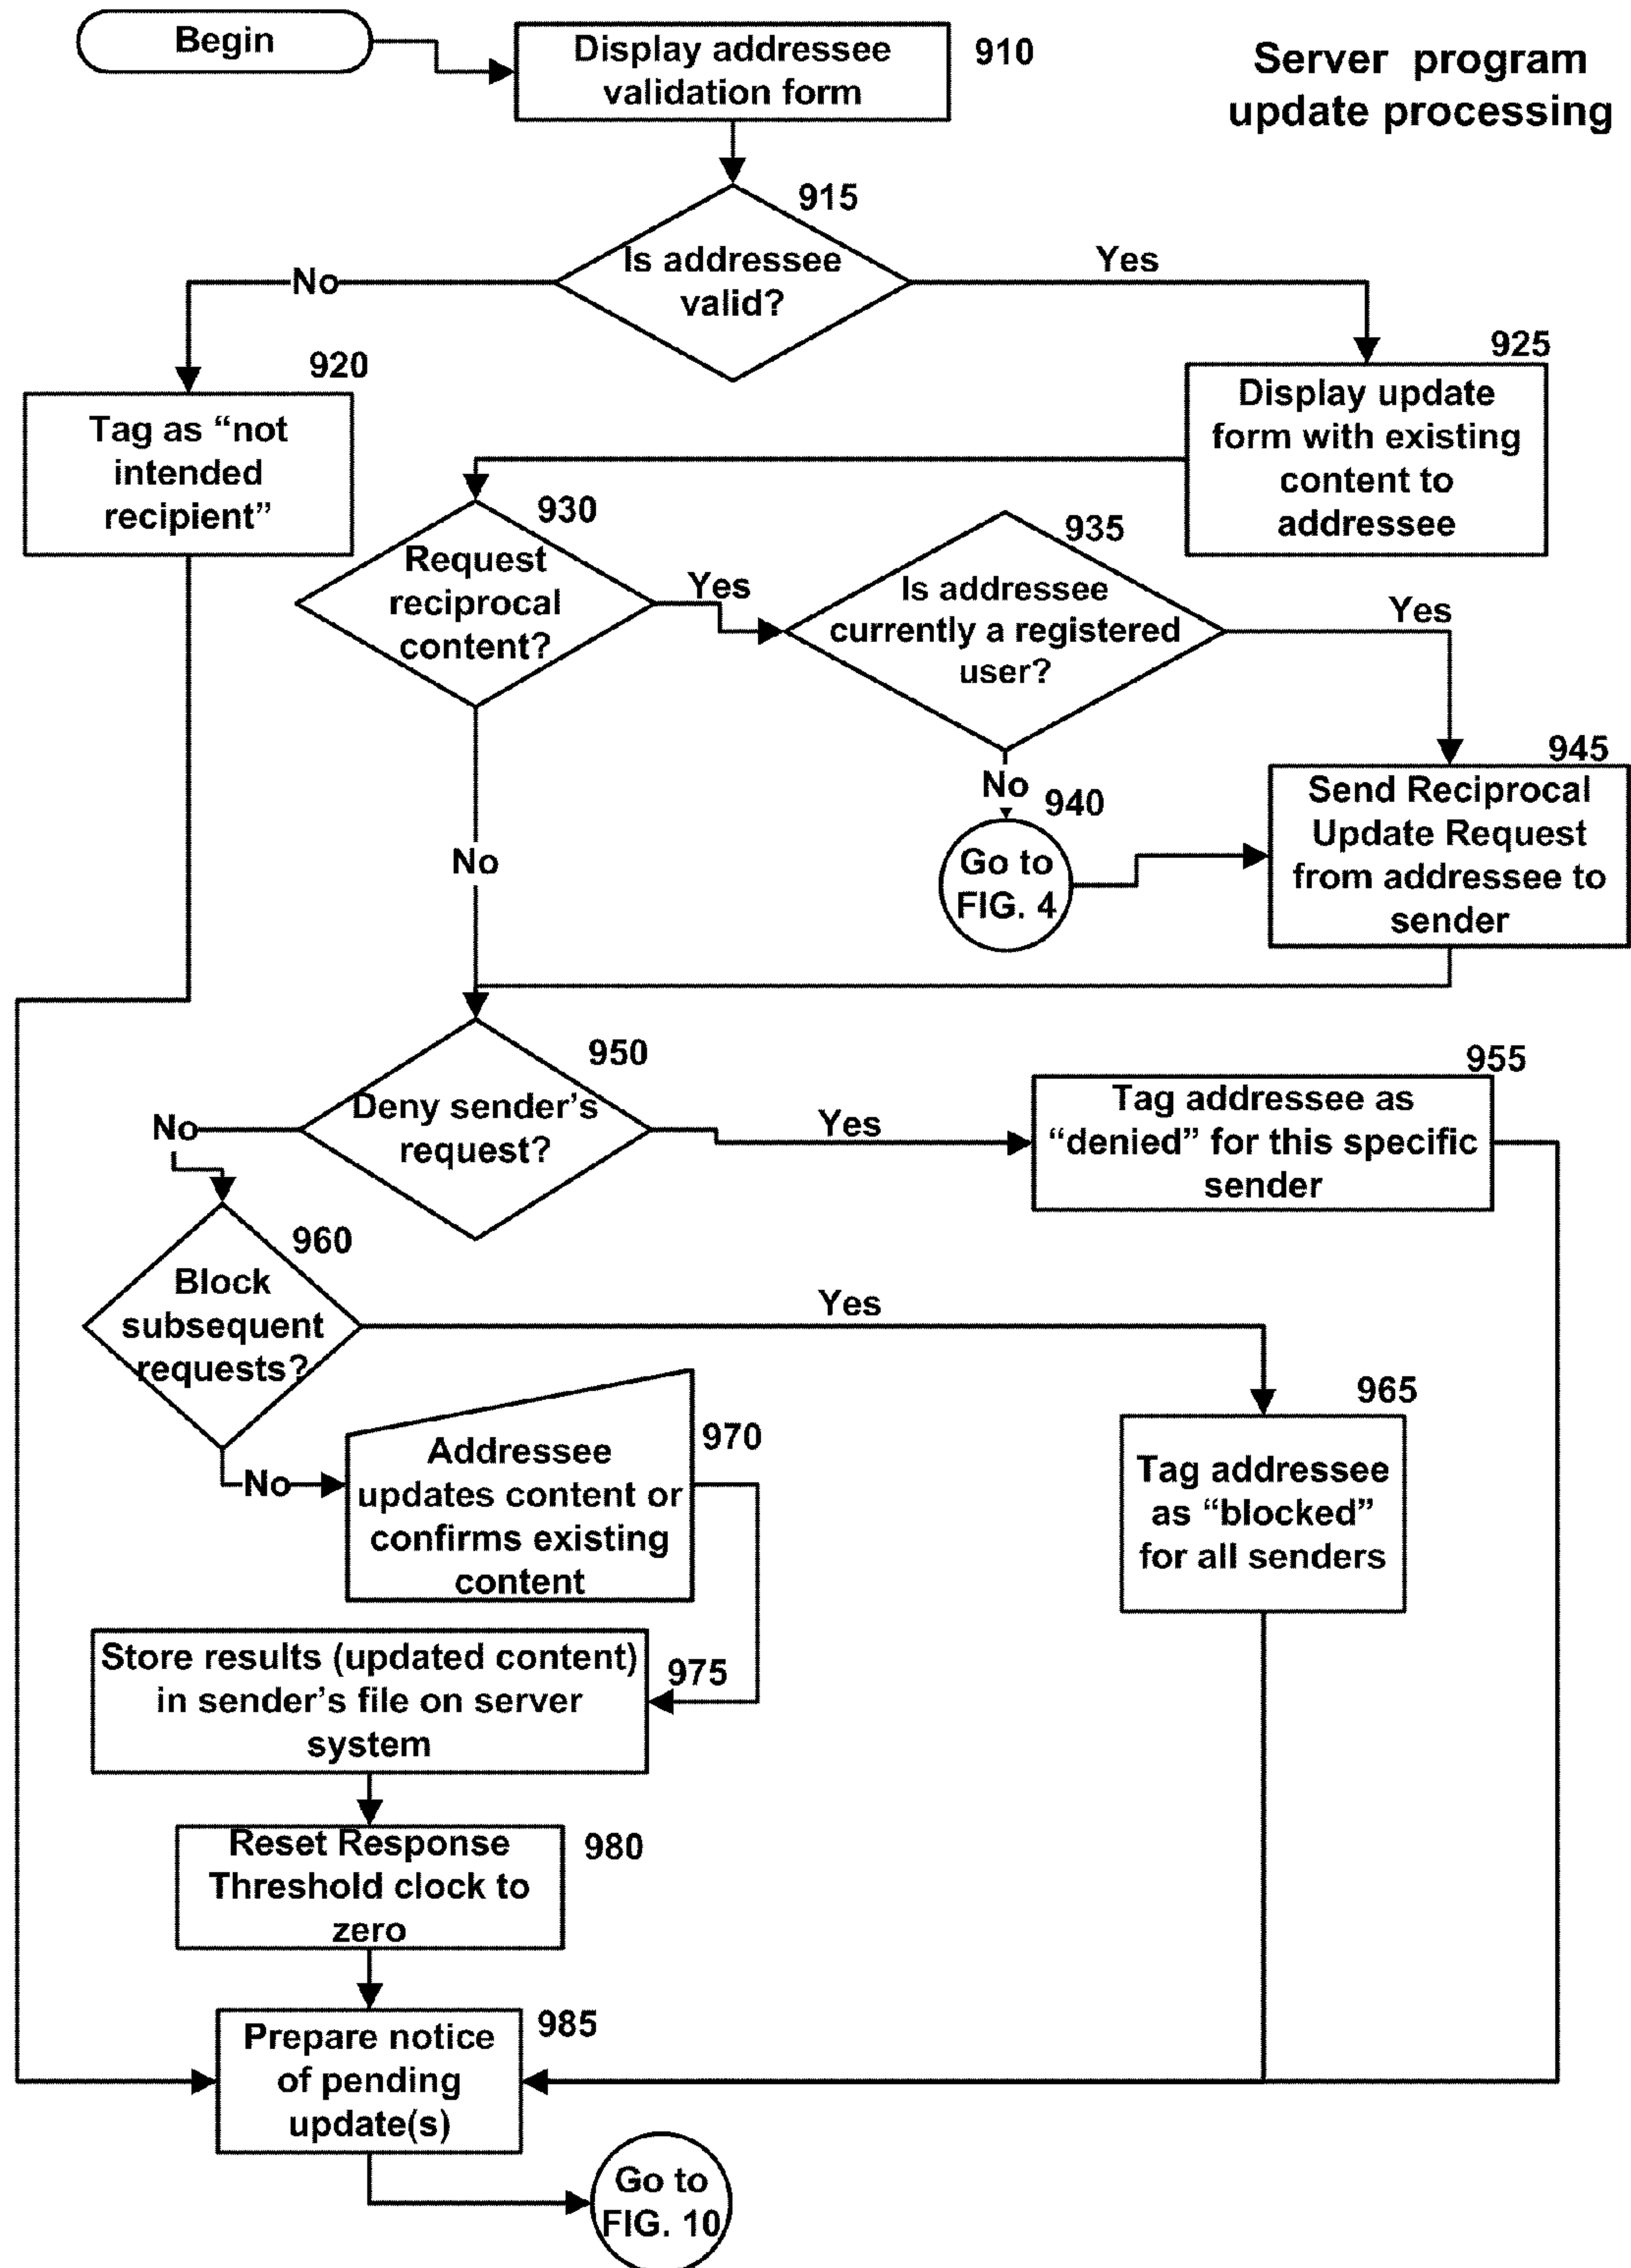 Begin
Display addressee
validation form
910
Server program
update processing
915
Is addressee
valid?
No
Yes
920
Tag as “not
intended
recipient”
925
Display update
form with existing
content to
addressee
930
Request
reciprocal
content?
Yes
935
Is addressee
currently a registered
user?
Yes
No
940
Go to
FIG. 4
945
Send Reciprocal
Update Request
from addressee to
sender
No
950
Deny sender’s
request?
No
Yes
955
Tag addressee as
“denied” for this specific
sender
960
Block
subsequent
requests?
Yes
965
Tag addressee
as “blocked”
for all senders
No
970
Addressee
updates content or
confirms existing
content
975
Store results (updated content)
in sender’s file on server
system
980
Reset Response
Threshold clock to
zero
985
Prepare notice
of pending
update(s)
Go to
FIG. 10